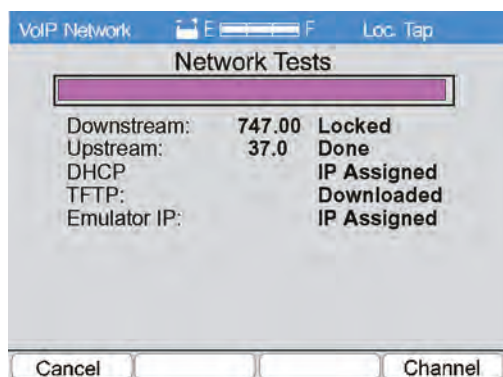 VoIP Network E F Loc. Tap
Network Tests
Downstream: 747.00 Locked
Upstream: 37.0 Done
DHCP IP Assigned
TFTP: Downloaded
Emulator IP: IP Assigned
Cancel Channel